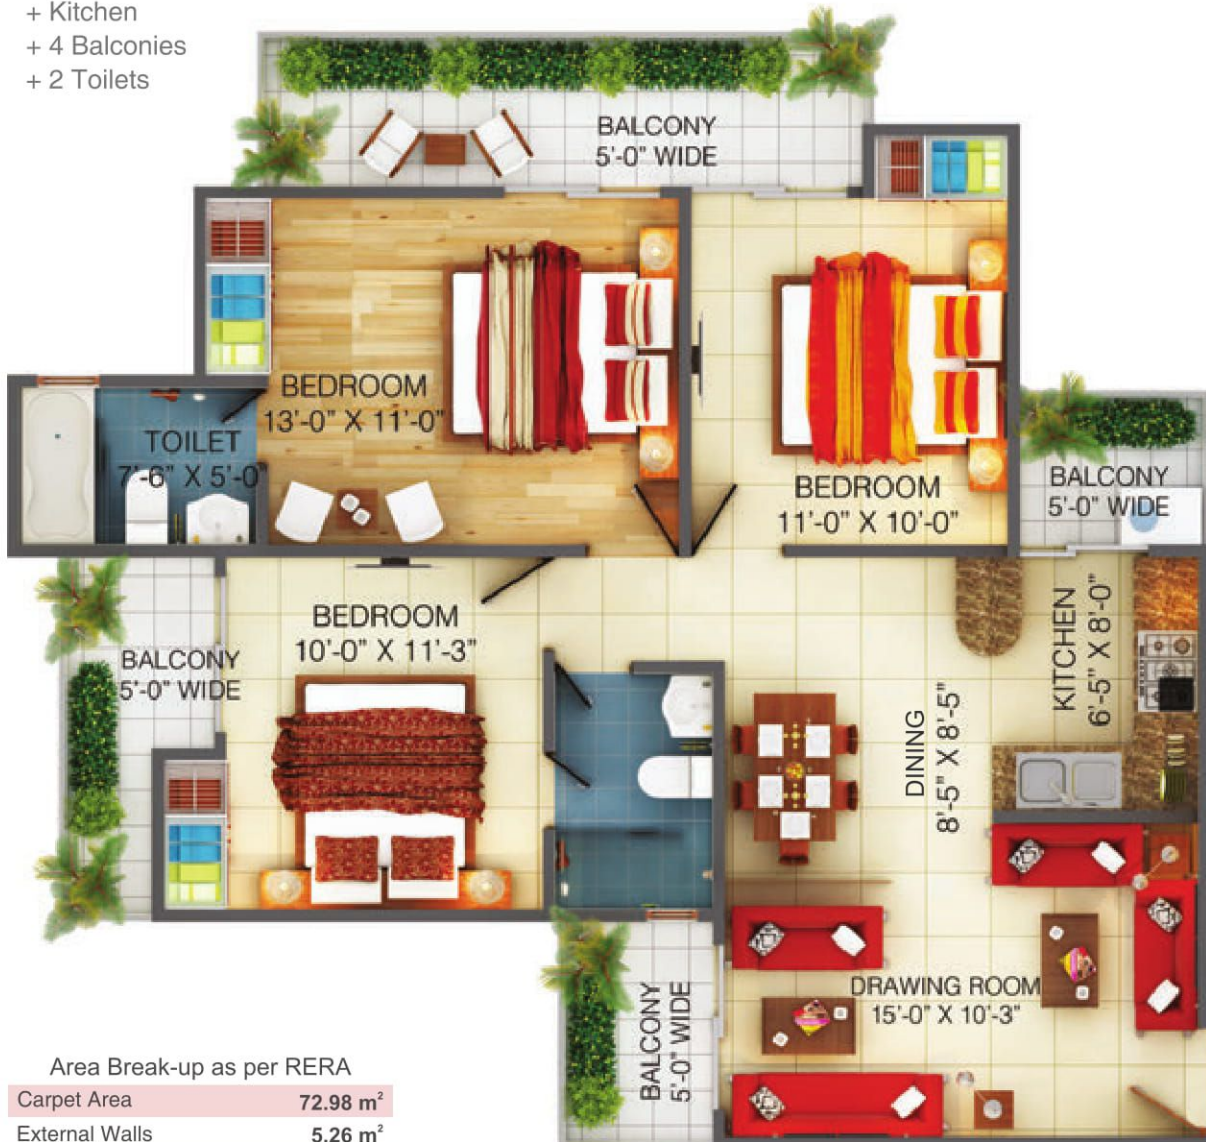 + Kitchen
+ 4 Balconies
+ 2 Toilets
BALCONY
5'-0" WIDE
BEDROOM
13'-0" X 11'-0"
TOILET
7'-6" X 5'-0
BEDROOM
11'-0" X 10'-0"
BALCONY
5'-0" WIDE
BEDROOM
10'-0" X 11'-3"
BALCONY
5'-0" WIDE
KITCHEN
6'-5" X 8'-0"
DINING
8'-5" X 8'-5"
DRAWING ROOM
15'-0" X 10'-3"
BALCONY
5'-0" WIDE
Area Break-up as per RERA
Carpet Area 72.98 m²
External Walls 5.26 m²